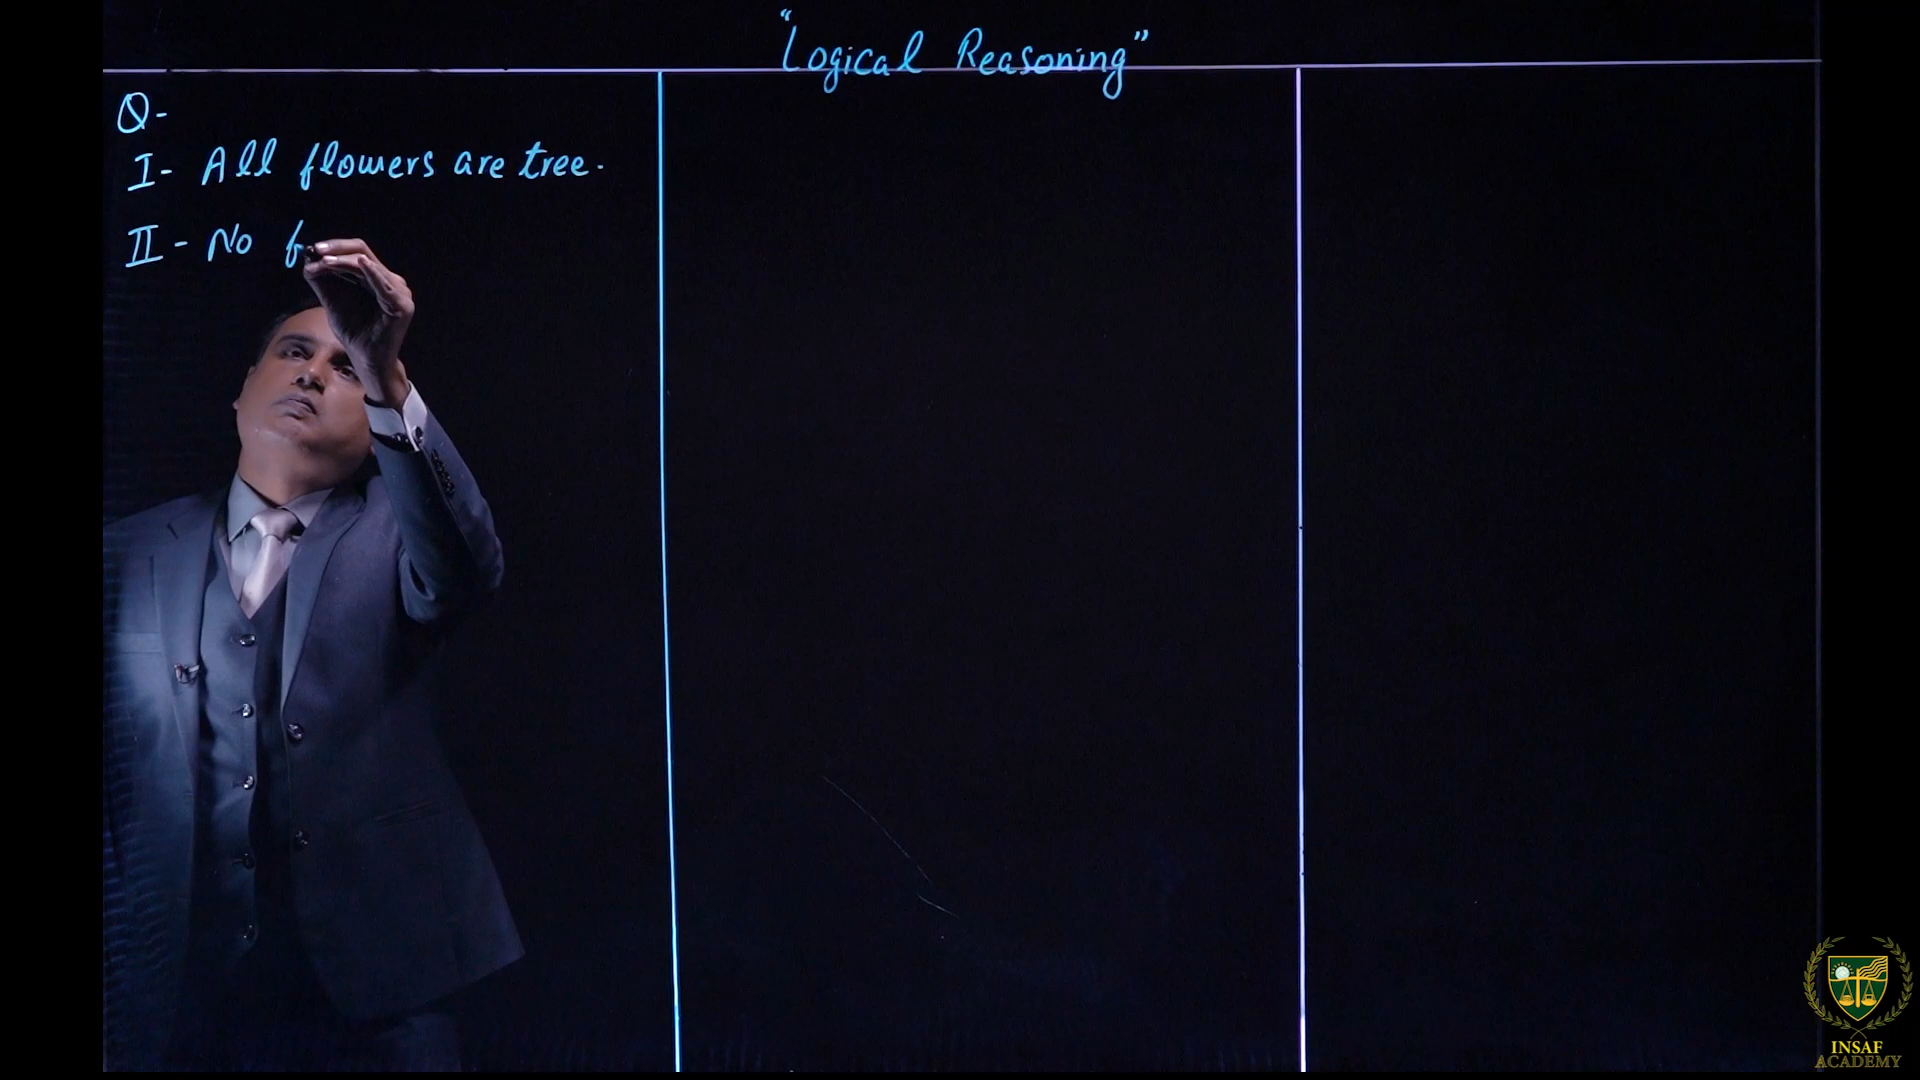 "Logical Reasoning"
Q-
I- All flowers are tree.
II- No f
INSAF
ACADEMY